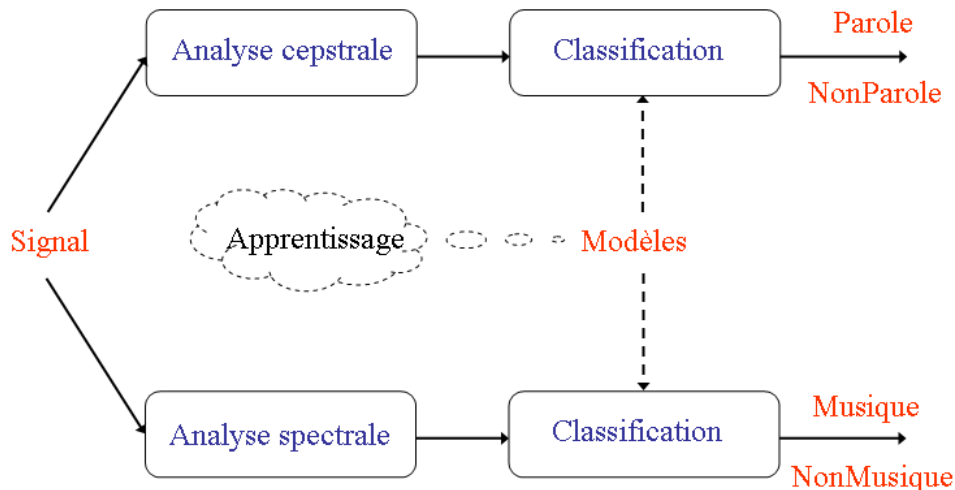 Parole
Analyse cepstrale
Classification
NonParole
Signal
Apprentissage
Modèles
Musique
Analyse spectrale
Classification
NonMusique